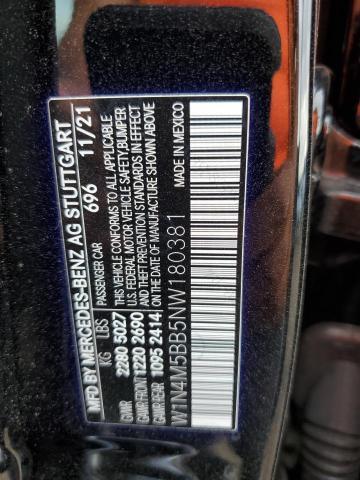 MFD BY MERCEDES-BENZ AG STUTTGART
PASSENGER CAR 696 11/21
KG LBS
GVWR 2280 5027
GAWR FRONT 1220 2690
GAWR REAR 1095 2414
THIS VEHICLE CONFORMS TO ALL APPLICABLE
U.S. FEDERAL MOTOR VEHICLE SAFETY, BUMPER
AND THEFT PREVENTION STANDARDS IN EFFECT
ON THE DATE OF MANUFACTURE SHOWN ABOVE
MADE IN MEXICO
W1N4M5BB5NW180381